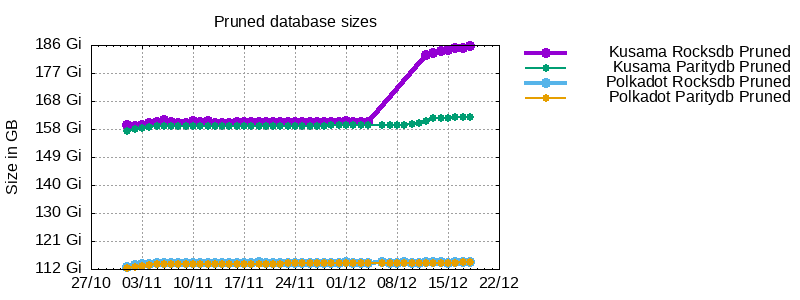 Pruned database sizes
186 Gi
177 Gi
168 Gi
158 Gi
149 Gi
140 Gi
130 Gi
121 Gi
112 Gi
Size in GB
27/10 03/11 10/11 17/11 24/11 01/12 08/12 15/12 22/12
Kusama Rocksdb Pruned
Kusama Paritydb Pruned
Polkadot Rocksdb Pruned
Polkadot Paritydb Pruned